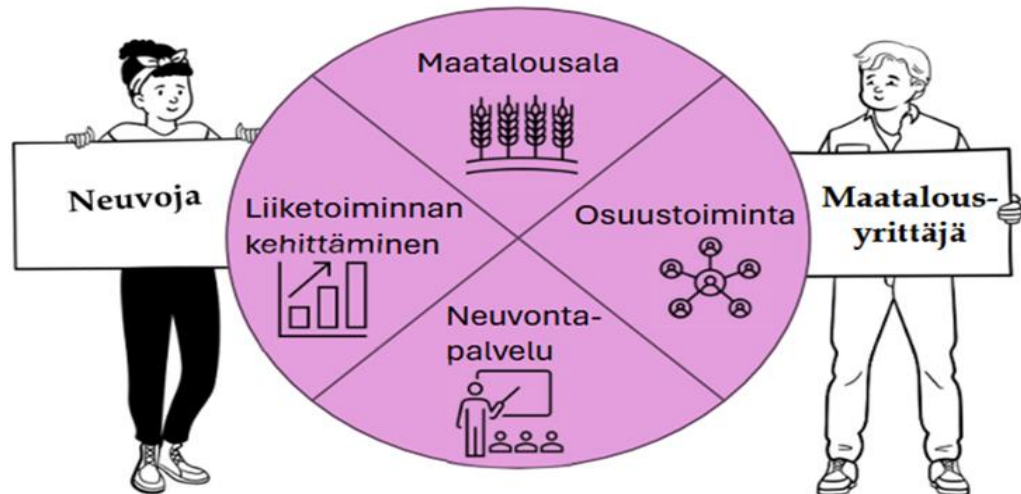 Maatalousala
Neuvoja
Liiketoiminnan
kehittäminen
Osuustoiminta
Maatalous-
yrittäjä
Neuvonta-
palvelu